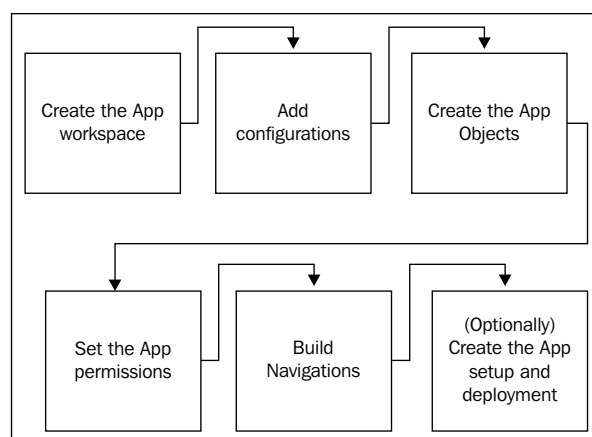 Create the App
workspace
Add
configurations
Create the App
Objects
Set the App
permissions
Build
Navigations
(Optionally)
Create the App
setup and
deployment